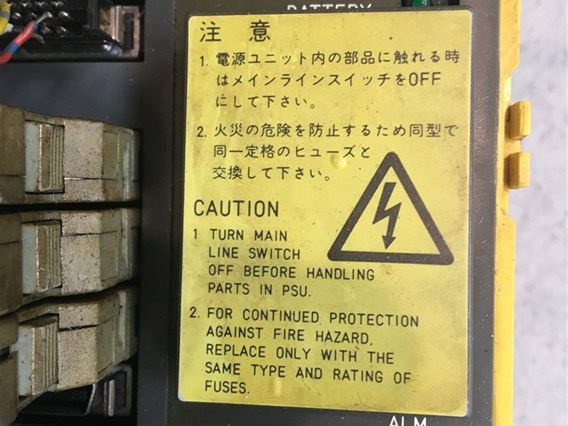 BATTERY
注 意
1. 電源ユニット内の部品に触れる時
はメインラインスイッチをOFF
にして下さい。
2. 火災の危険を防止するため同型で
同一定格のヒューズと
交換して下さい。
CAUTION
1 TURN MAIN
LINE SWITCH
OFF BEFORE HANDLING
PARTS IN PSU.
2. FOR CONTINUED PROTECTION
AGAINST FIRE HAZARD,
REPLACE ONLY WITH THE
SAME TYPE AND RATING OF
FUSES.
ALM